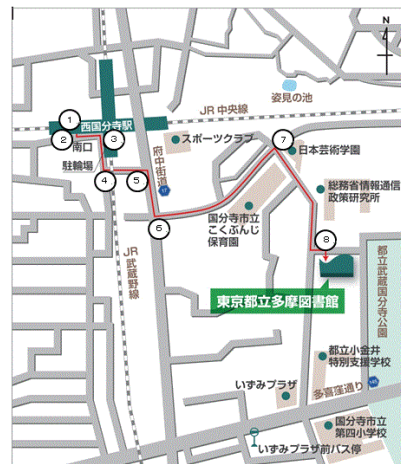 N
姿見の池
JR 中央線
①
西国分寺駅
②
南口
③
駐輪場
スポーツクラブ
府中街道
17
⑦
日本芸術学園
④
⑤
⑥
総務省情報通信
政策研究所
国分寺市立
こくぶんじ
保育園
⑧
JR 武蔵野線
東京都立多摩図書館
都立武蔵国分寺公園
都立小金井
特別支援学校
多喜窪通り
145
いずみプラザ
国分寺市立
第四小学校
いずみプラザ前バス停